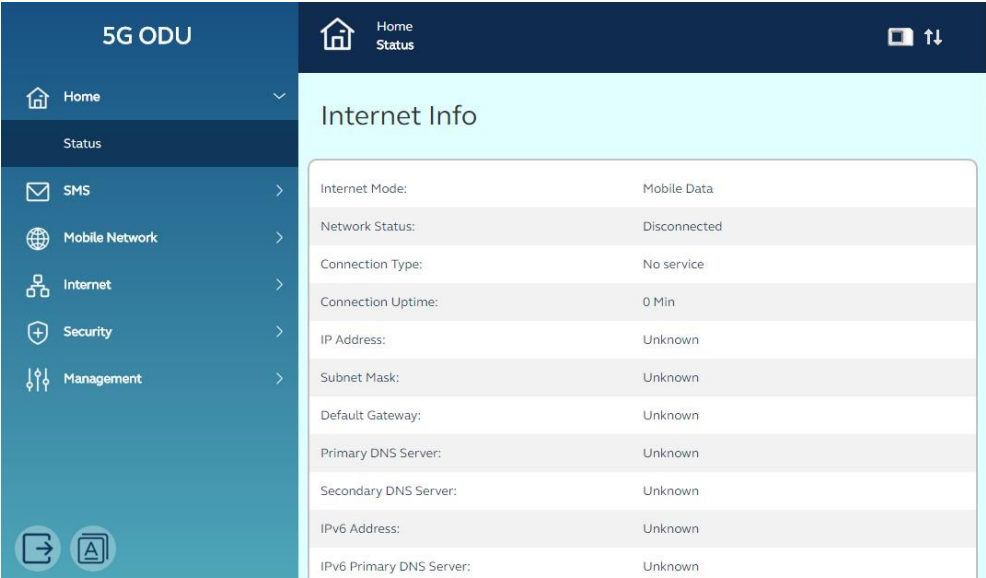 5G ODU
Home
Status
SMS
Mobile Network
Internet
Security
Management
A
Home
Status
Internet Info
Internet Mode: Mobile Data
Network Status: Disconnected
Connection Type: No service
Connection Uptime: 0 Min
IP Address: Unknown
Subnet Mask: Unknown
Default Gateway: Unknown
Primary DNS Server: Unknown
Secondary DNS Server: Unknown
IPv6 Address: Unknown
IPv6 Primary DNS Server: Unknown